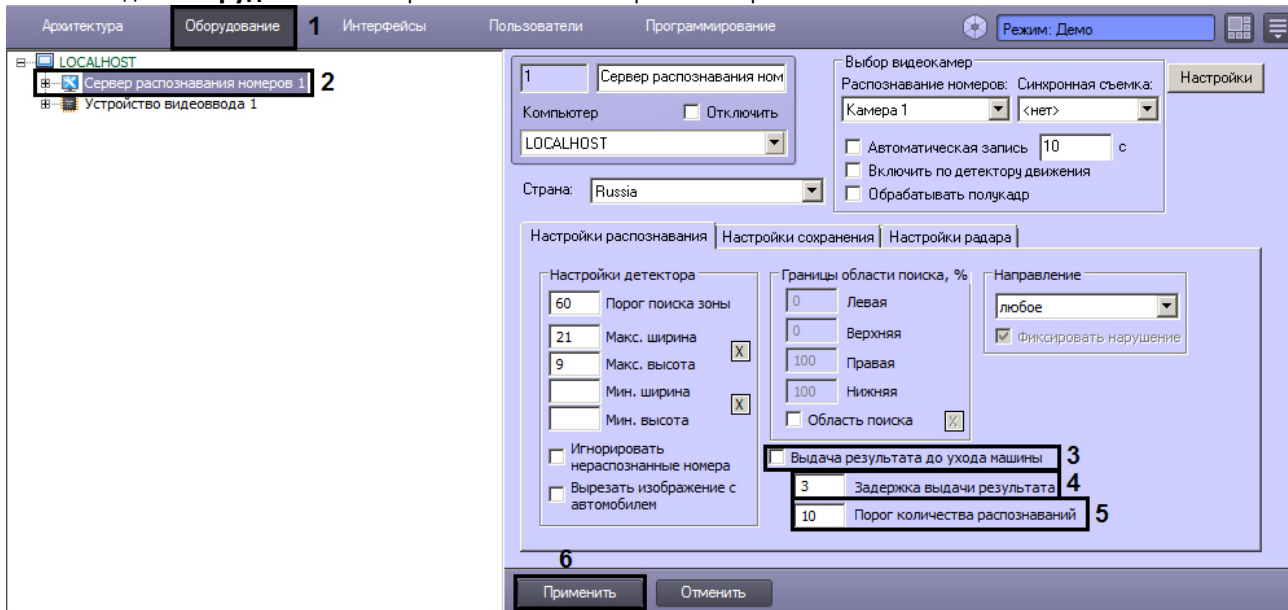 Архитектура Оборудование 1 Интерфейсы Пользователи Программирование Режим: Демо
LOCALHOST
Сервер распознавания номеров 1 2
Устройство видеоввода 1
1 Сервер распознавания ном
Компьютер Отключить
LOCALHOST
Страна: Russia
Выбор видеокамер
Распознавание номеров: Синхронная съемка:
Камера 1 <нет>
Автоматическая запись 10 с
Включить по детектору движения
Обрабатывать полукадр
Настройки
Настройки распознавания Настройки сохранения Настройки радара
Настройки детектора
60 Порог поиска зоны
21 Макс. ширина
9 Макс. высота
X
Мин. ширина
Мин. высота
X
Игнорировать
нераспознанные номера
Вырезать изображение с
автомобилем
Границы области поиска, %
0 Левая
0 Верхняя
100 Правая
100 Нижняя
Область поиска X
Направление
любое
Фиксировать нарушение
Выдача результата до ухода машины 3
3 Задержка выдачи результата 4
10 Порог количества распознаваний 5
6
Применить Отменить